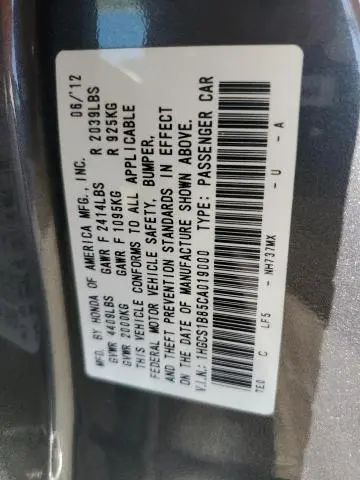 MFD. BY HONDA OF AMERICA MFG., INC. 06/'12
GVWR 4409LBS GAWR F 2414LBS R 2039LBS
GVWR 2000KG GAWR F 1095KG R 925KG
THIS VEHICLE CONFORMS TO ALL APPLICABLE
FEDERAL MOTOR VEHICLE SAFETY, BUMPER,
AND THEFT PREVENTION STANDARDS IN EFFECT
ON THE DATE OF MANUFACTURE SHOWN ABOVE.
V.I.N.: 1HGCS1B85CA019000 TYPE: PASSENGER CAR
TE0 C LF5 - NH737MX - U - A